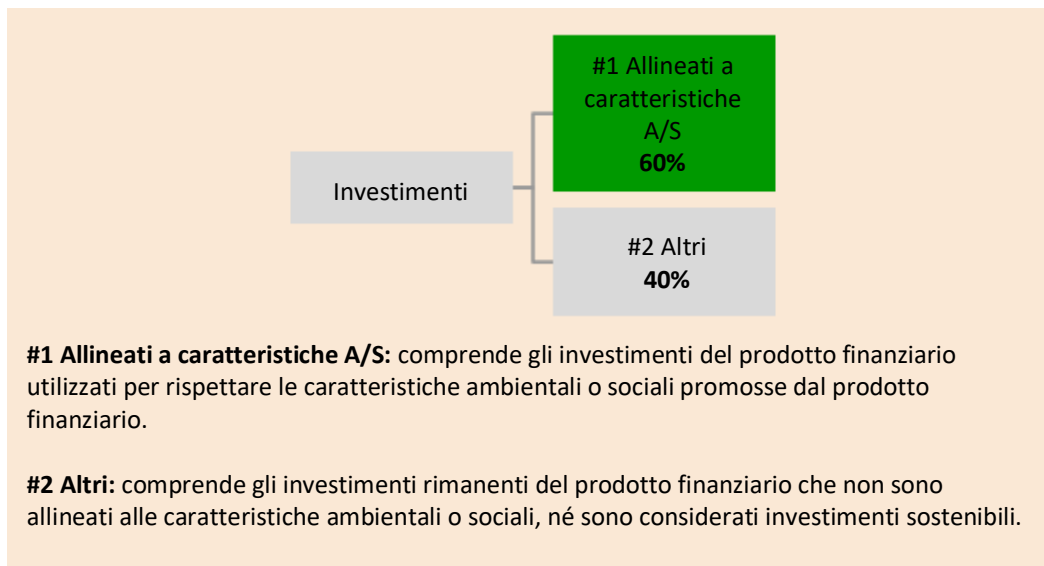 #1 Allineati a
caratteristiche
A/S
60%
Investimenti
#2 Altri
40%
#1 Allineati a caratteristiche A/S: comprende gli investimenti del prodotto finanziario
utilizzati per rispettare le caratteristiche ambientali o sociali promosse dal prodotto
finanziario.
#2 Altri: comprende gli investimenti rimanenti del prodotto finanziario che non sono
allineati alle caratteristiche ambientali o sociali, né sono considerati investimenti sostenibili.